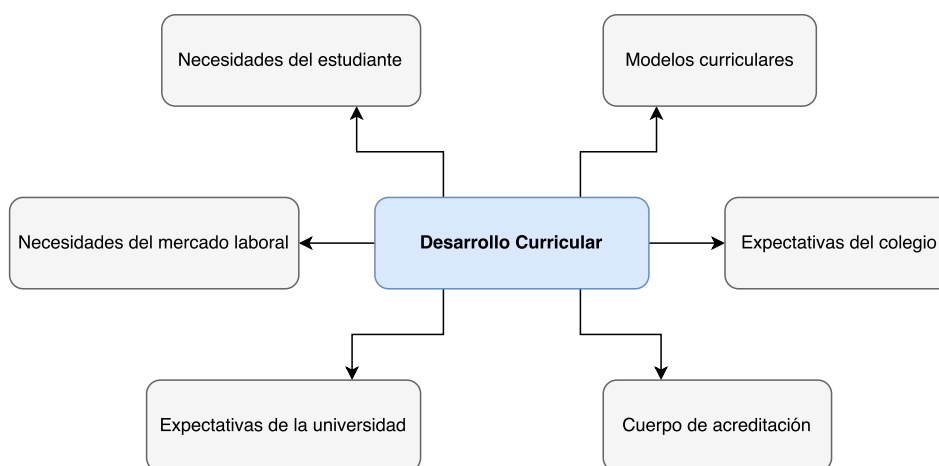 Necesidades del estudiante
Modelos curriculares
Necesidades del mercado laboral
Desarrollo Curricular
Expectativas del colegio
Expectativas de la universidad
Cuerpo de acreditación